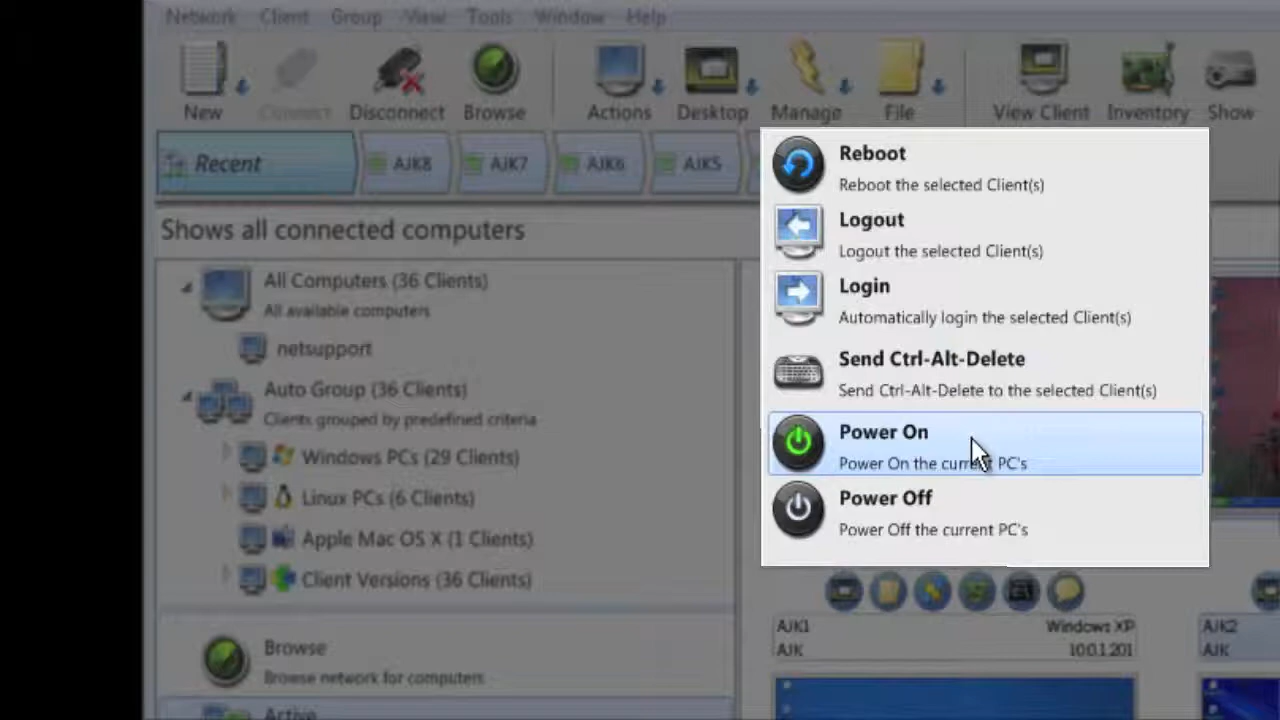 Network Client Group View Tools Window Help
New Connect Disconnect Browse Actions Desktop Manage File View Client Inventory Show
Recent AJK8 AJK7 AJK6 AJK5
Shows all connected computers
All Computers (36 Clients)
All available computers
netsupport
Auto Group (36 Clients)
Clients grouped by predefined criteria
Windows PCs (29 Clients)
Linux PCs (6 Clients)
Apple Mac OS X (1 Clients)
Client Versions (36 Clients)
Browse
Browse network for computers
Active
Reboot
Reboot the selected Client(s)
Logout
Logout the selected Client(s)
Login
Automatically login the selected Client(s)
Send Ctrl-Alt-Delete
Send Ctrl-Alt-Delete to the selected Client(s)
Power On
Power On the current PC's
Power Off
Power Off the current PC's
AJK1 Windows XP
AJK 10.0.1.201
AJK2
AJK